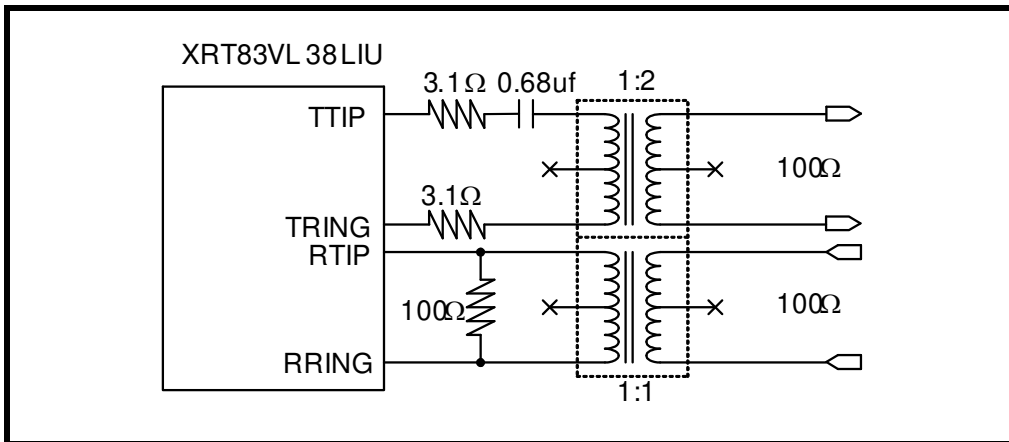 XRT83VL 38 LIU
3.1Ω 0.68uf 1:2
TTIP
100Ω
3.1Ω
TRING
RTIP
100Ω
100Ω
RRING
1:1